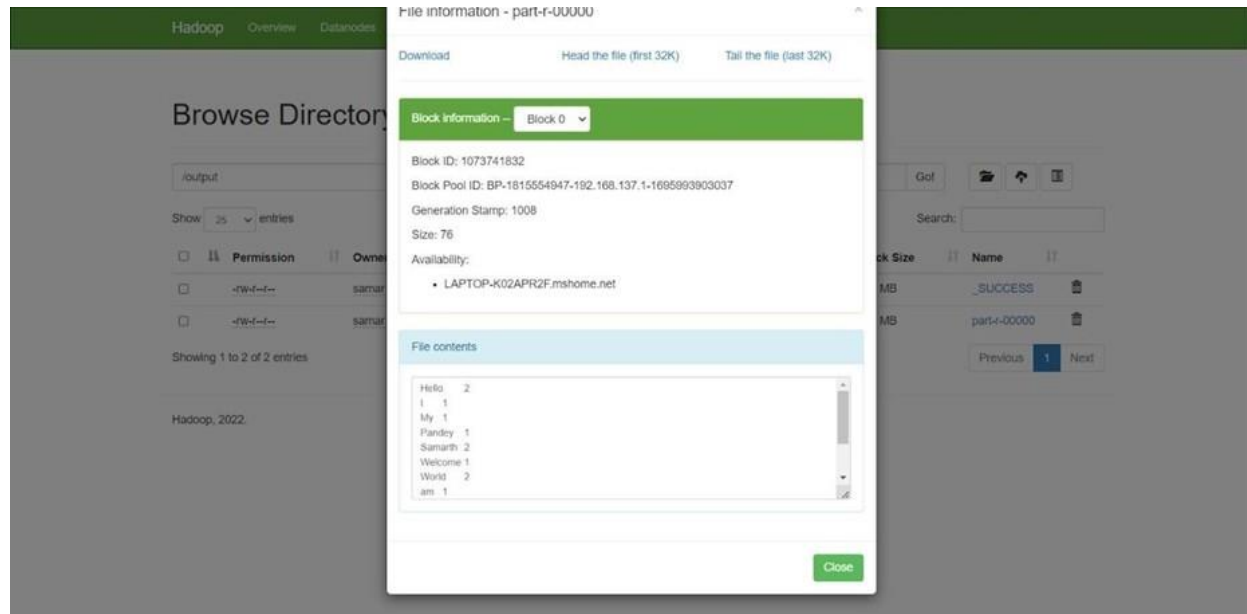 Hadoop Overview Datanodes
File information - part-r-00000
Download Head the file (first 32K) Tail the file (last 32K)
Browse Directory
Block information -- Block 0
Block ID: 1073741832
Block Pool ID: BP-1815554947-192.168.137.1-1695993903037
Generation Stamp: 1008
Size: 76
Availability:
LAPTOP-K02APR2F.mshome.net
/output Go!
Show 25 entries Search:
Permission Owne ck Size Name
-rw-r--r-- samar MB _SUCCESS
-rw-r--r-- samar MB part-r-00000
Showing 1 to 2 of 2 entries Previous 1 Next
Hadoop, 2022.
File contents
Hello 2
I 1
My 1
Pandey 1
Samarth 2
Welcome 1
World 2
am 1
Close